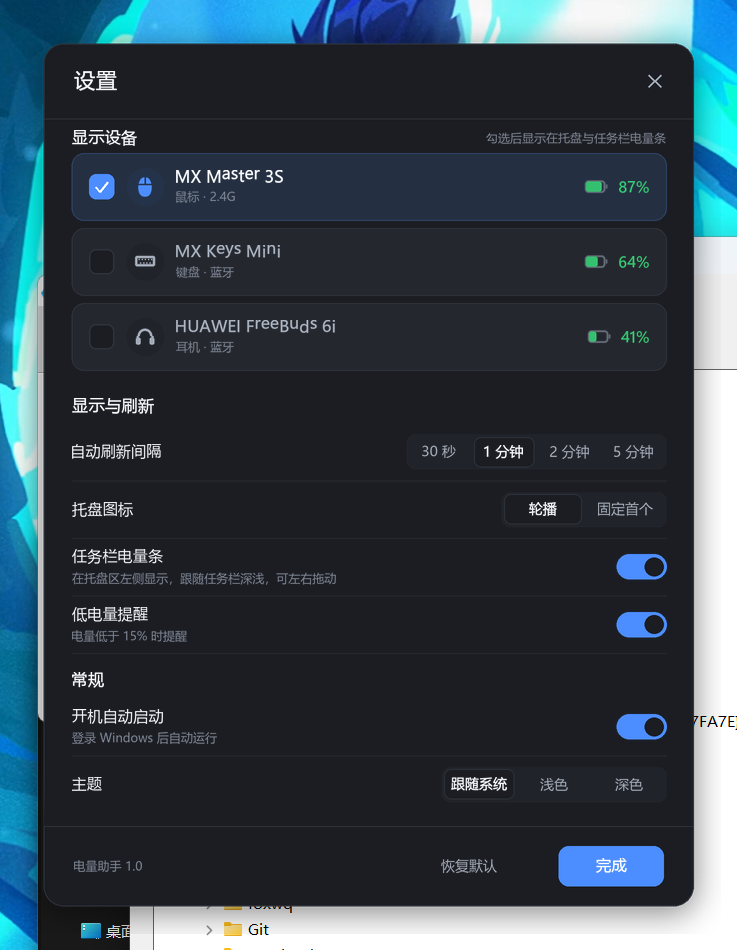 设置
显示设备
勾选后显示在托盘与任务栏电量条
MX Master 3S
鼠标 · 2.4G
87%
MX Keys Mini
键盘 · 蓝牙
64%
HUAWEI FreeBuds 6i
耳机 · 蓝牙
41%
显示与刷新
自动刷新间隔
30 秒
1 分钟
2 分钟
5 分钟
托盘图标
轮播
固定首个
任务栏电量条
在托盘区左侧显示，跟随任务栏深浅，可左右拖动
低电量提醒
电量低于 15% 时提醒
常规
开机自动启动
登录 Windows 后自动运行
7FA7E]
主题
跟随系统
浅色
深色
电量助手 1.0
恢复默认
完成
桌面
Git